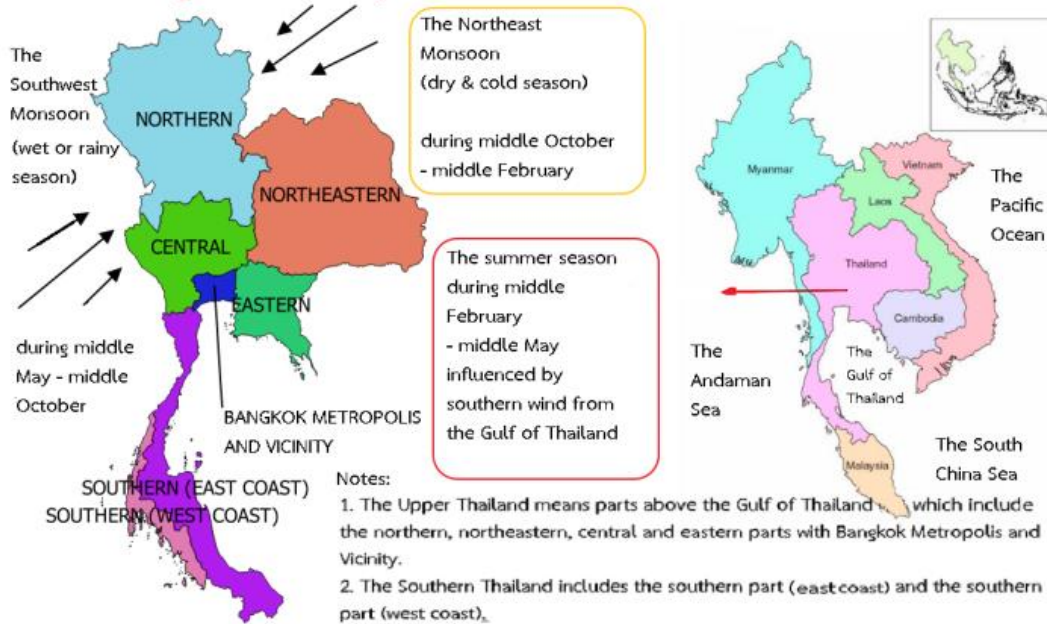 The
Southwest
Monsoon
(wet or rainy
season)
during middle
May - middle
October
NORTHERN
NORTHEASTERN
CENTRAL
EASTERN
BANGKOK METROPOLIS
AND VICINITY
SOUTHERN (EAST COAST)
SOUTHERN (WEST COAST)
The Northeast
Monsoon
(dry & cold season)
during middle October
- middle February
The summer season
during middle
February
- middle May
influenced by
southern wind from
the Gulf of Thailand
Myanmar
Vietnam
Laos
Thailand
Cambodia
Malaysia
The
Pacific
Ocean
The
Andaman
Sea
The
Gulf of
Thailand
The South
China Sea
Notes:
1. The Upper Thailand means parts above the Gulf of Thailand which include
the northern, northeastern, central and eastern parts with Bangkok Metropolis and
Vicinity.
2. The Southern Thailand includes the southern part (east coast) and the southern
part (west coast).